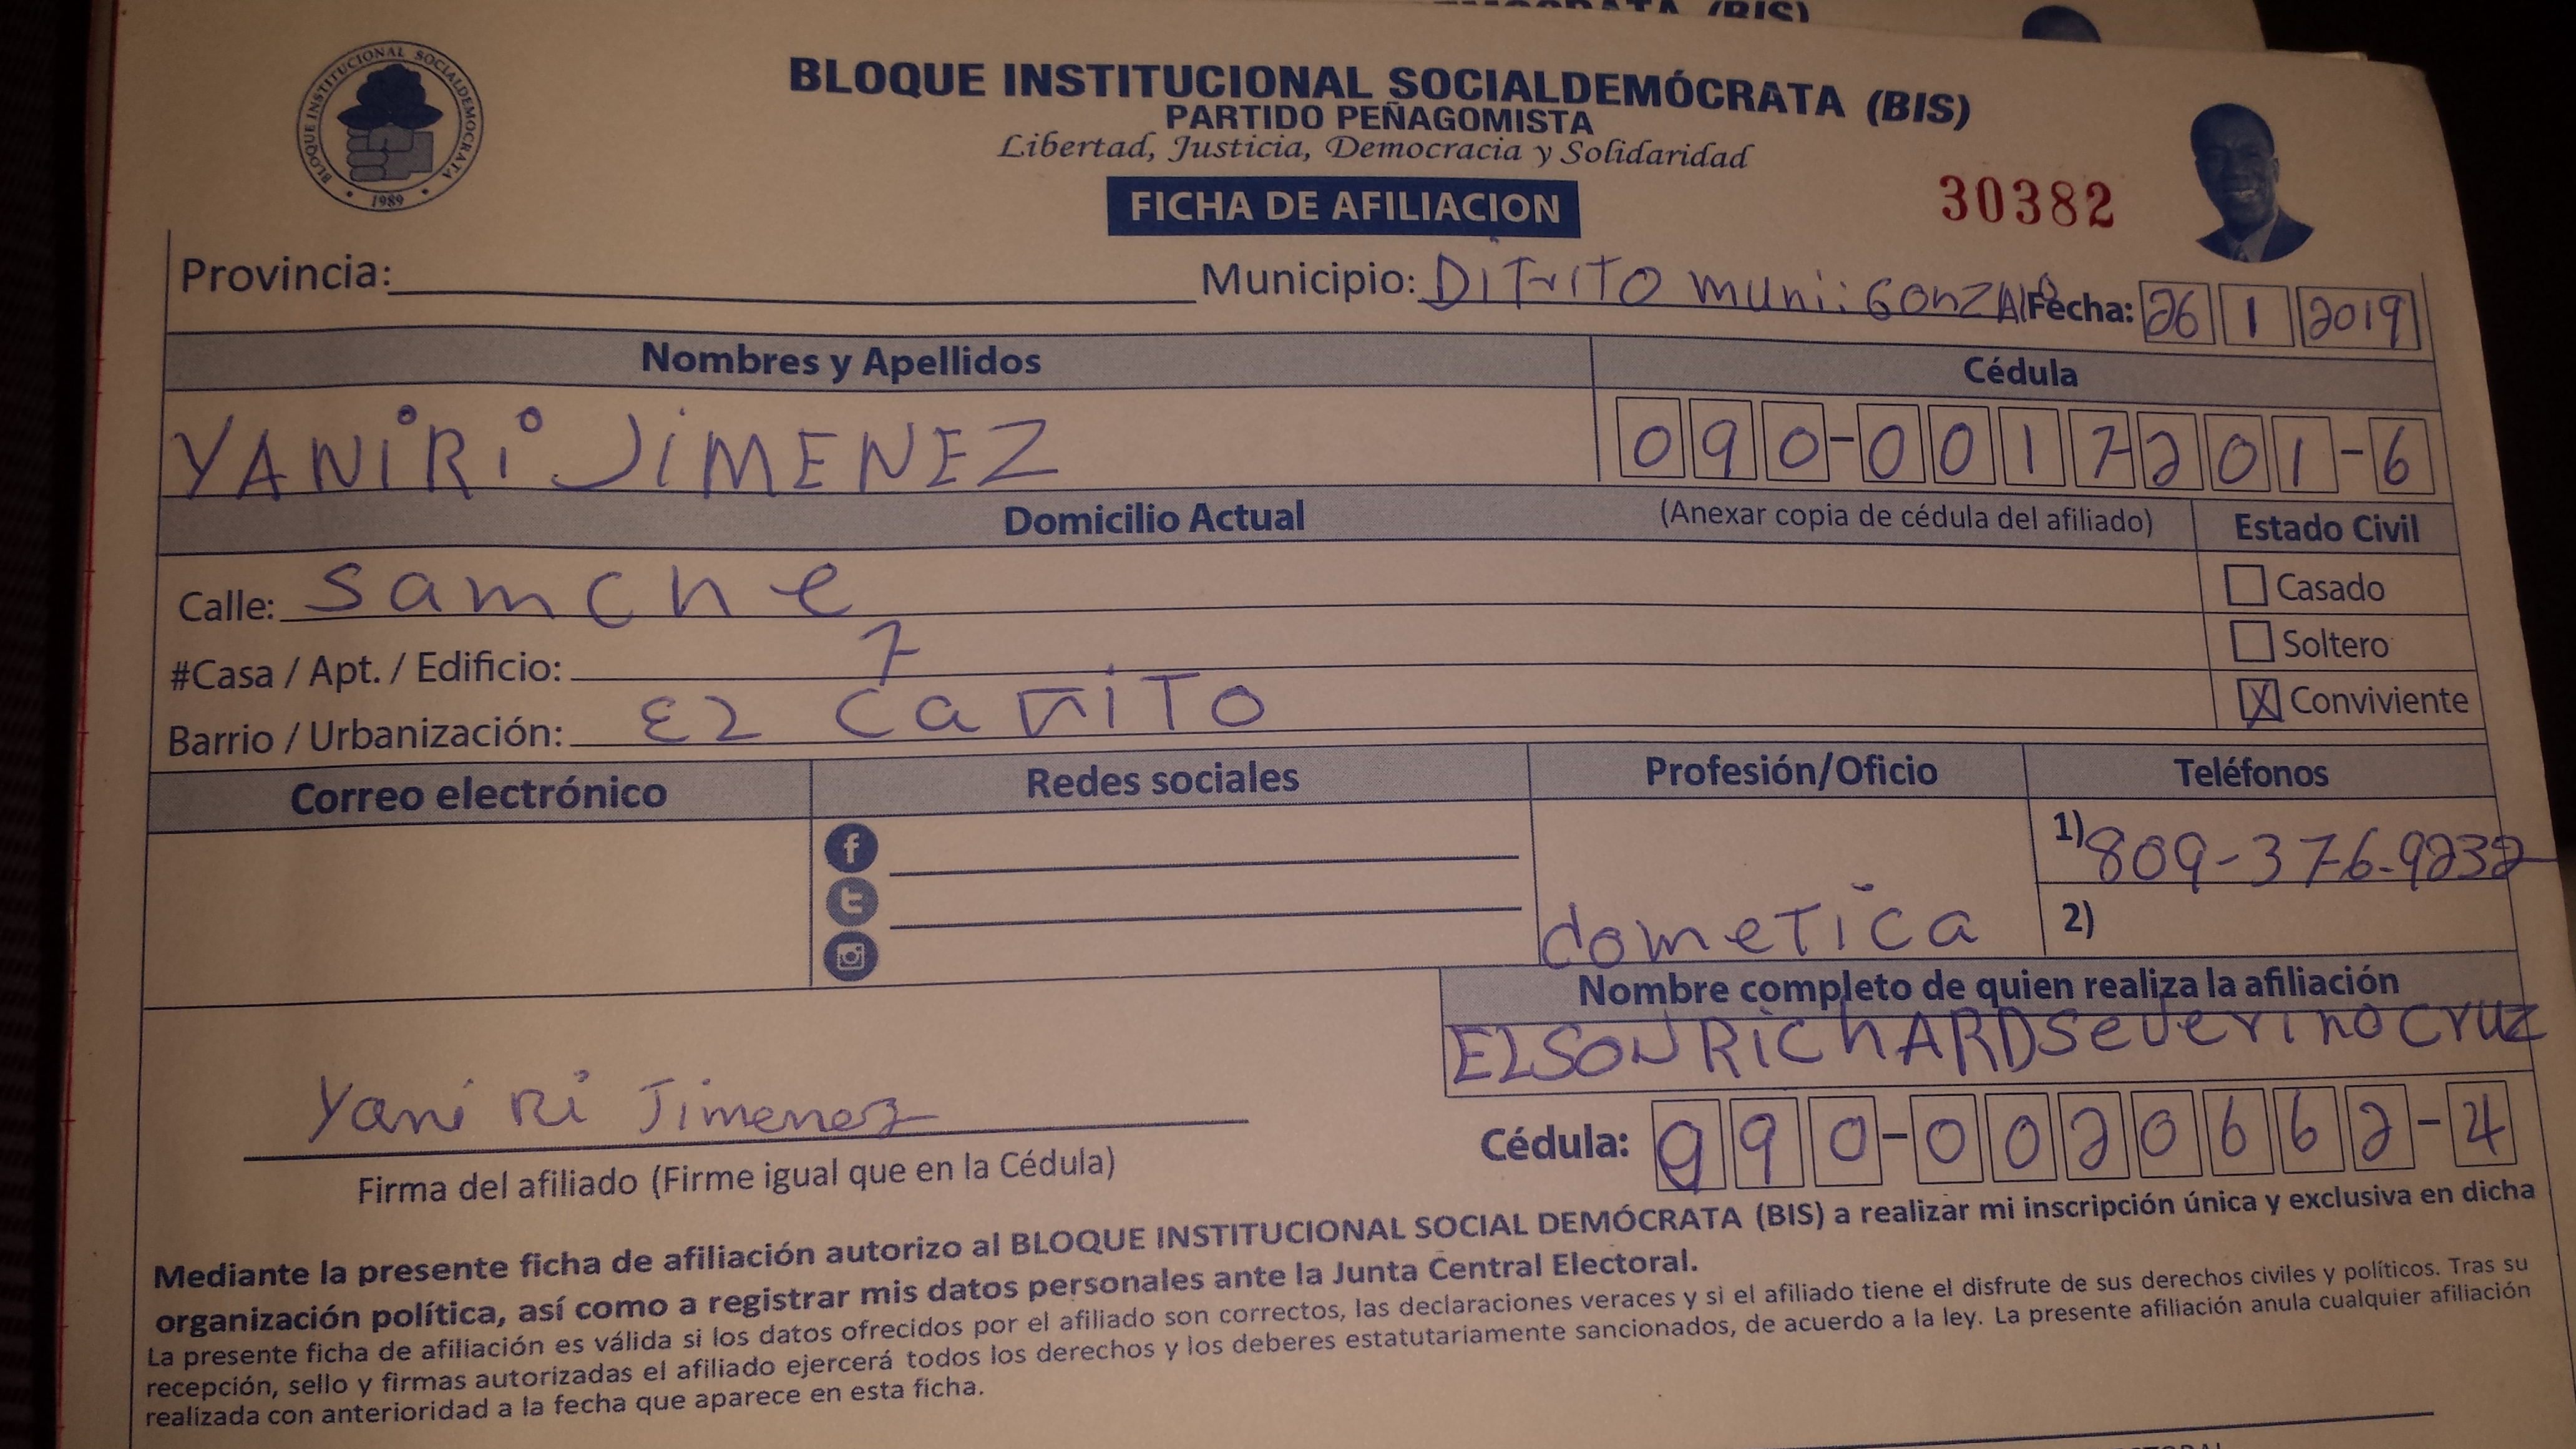 BLOQUE INSTITUCIONAL SOCIALDEMÓCRATA (BIS)
PARTIDO PEÑAGOMISTA
Libertad, Justicia, Democracia y Solidaridad
FICHA DE AFILIACION
30382
BLOQUE INSTITUCIONAL SOCIALDEMOCRATA
1989
Provincia: Municipio: DiTriTO muni: GonzAlo Fecha: 26 1 2019
Nombres y Apellidos Cédula
YANiRi JiMENEZ 090-0017201-6
Domicilio Actual (Anexar copia de cédula del afiliado) Estado Civil
Calle: samche Casado
#Casa / Apt. / Edificio: 7 Soltero
Barrio / Urbanización: EL cañiTo X Conviviente
Correo electrónico Redes sociales Profesión/Oficio Teléfonos
1) 809-376-9232
domeTica 2)
Nombre completo de quien realiza la afiliación
ELSON RichARD Severino cruz
Yani Ri Jimenez
Firma del afiliado (Firme igual que en la Cédula)
Cédula: 090-0020662-4
Mediante la presente ficha de afiliación autorizo al BLOQUE INSTITUCIONAL SOCIAL DEMÓCRATA (BIS) a realizar mi inscripción única y exclusiva en dicha
organización política, así como a registrar mis datos personales ante la Junta Central Electoral.
La presente ficha de afiliación es válida si los datos ofrecidos por el afiliado son correctos, las declaraciones veraces y si el afiliado tiene el disfrute de sus derechos civiles y políticos. Tras su
recepción, sello y firmas autorizadas el afiliado ejercerá todos los derechos y los deberes estatutariamente sancionados, de acuerdo a la ley. La presente afiliación anula cualquier afiliación
realizada con anterioridad a la fecha que aparece en esta ficha.